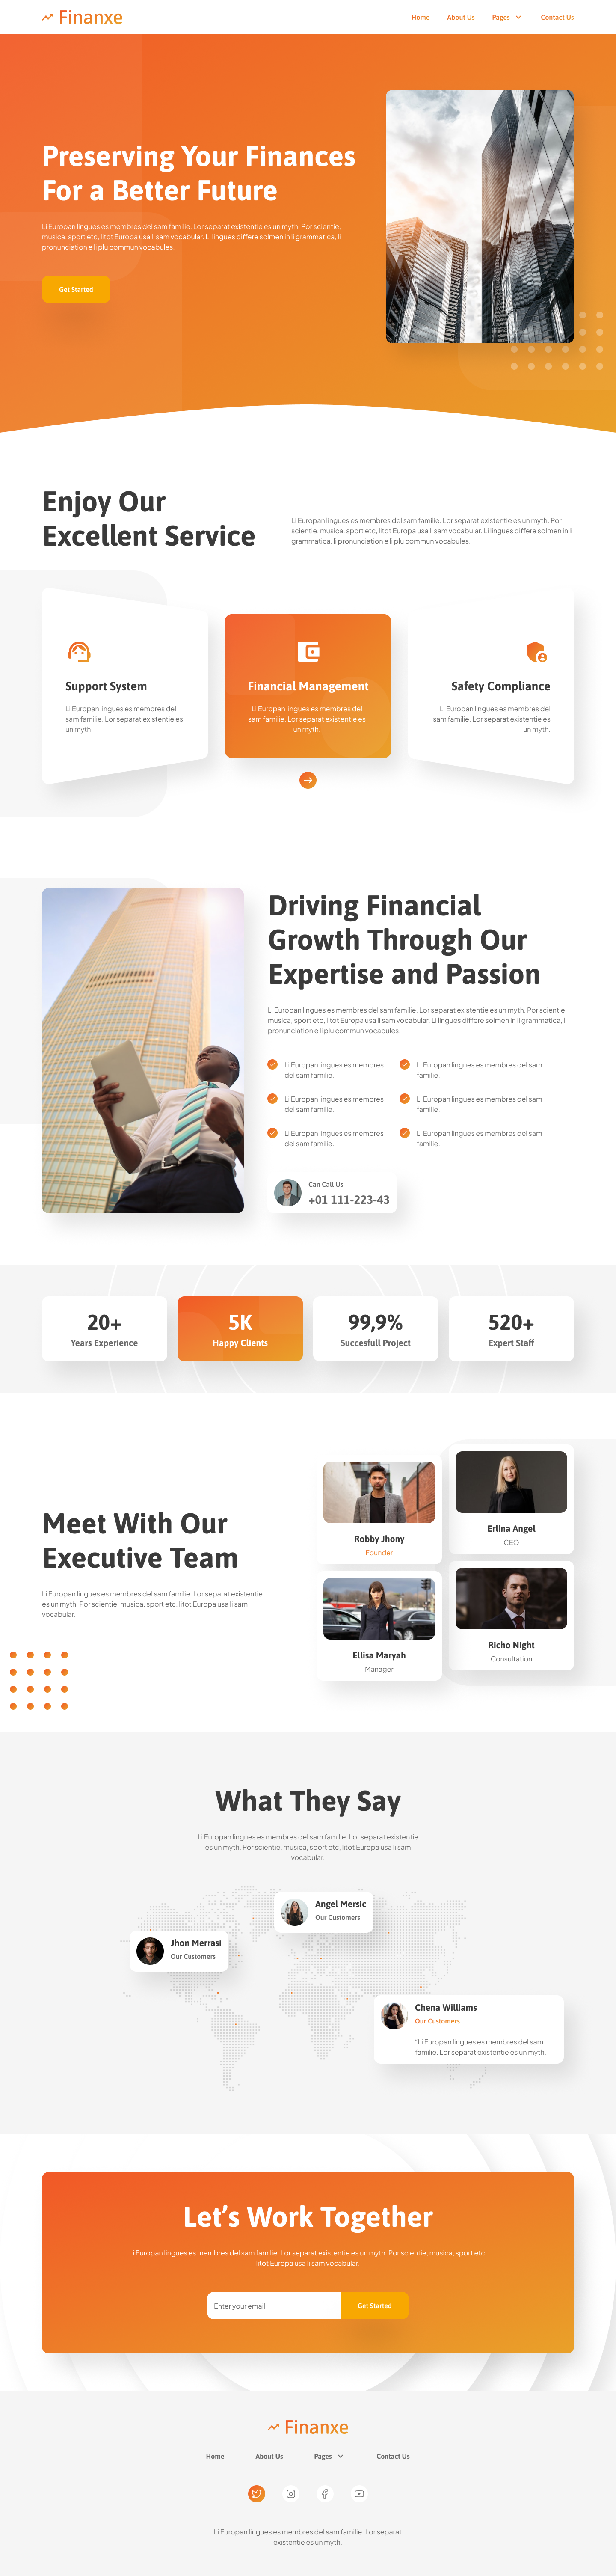 Finanxe
Home About Us Pages Contact Us
Preserving Your Finances
For a Better Future
Li Europan lingues es membres del sam familie. Lor separat existentie es un myth. Por scientie,
musica, sport etc, litot Europa usa li sam vocabular. Li lingues differe solmen in li grammatica, li
pronunciation e li plu commun vocabules.
Get Started
Enjoy Our
Excellent Service
Li Europan lingues es membres del sam familie. Lor separat existentie es un myth. Por
scientie, musica, sport etc, litot Europa usa li sam vocabular. Li lingues differe solmen in li
grammatica, li pronunciation e li plu commun vocabules.
Support System
Li Europan lingues es membres del
sam familie. Lor separat existentie es
un myth.
Financial Management
Li Europan lingues es membres del
sam familie. Lor separat existentie es
un myth.
Safety Compliance
Li Europan lingues es membres del
sam familie. Lor separat existentie es
un myth.
Driving Financial
Growth Through Our
Expertise and Passion
Li Europan lingues es membres del sam familie. Lor separat existentie es un myth. Por scientie,
musica, sport etc, litot Europa usa li sam vocabular. Li lingues differe solmen in li grammatica, li
pronunciation e li plu commun vocabules.
Li Europan lingues es membres
del sam familie.
Li Europan lingues es membres del sam
familie.
Li Europan lingues es membres
del sam familie.
Li Europan lingues es membres del sam
familie.
Li Europan lingues es membres
del sam familie.
Li Europan lingues es membres del sam
familie.
Can Call Us
+01 111-223-43
20+
Years Experience
5K
Happy Clients
99,9%
Succesfull Project
520+
Expert Staff
Meet With Our
Executive Team
Li Europan lingues es membres del sam familie. Lor separat existentie
es un myth. Por scientie, musica, sport etc, litot Europa usa li sam
vocabular.
Robby Jhony
Founder
Erlina Angel
CEO
Ellisa Maryah
Manager
Richo Night
Consultation
What They Say
Li Europan lingues es membres del sam familie. Lor separat existentie
es un myth. Por scientie, musica, sport etc, litot Europa usa li sam
vocabular.
Angel Mersic
Our Customers
Jhon Merrasi
Our Customers
Chena Williams
Our Customers
"Li Europan lingues es membres del sam
familie. Lor separat existentie es un myth.
Let's Work Together
Li Europan lingues es membres del sam familie. Lor separat existentie es un myth. Por scientie, musica, sport etc,
litot Europa usa li sam vocabular.
Enter your email Get Started
Finanxe
Home About Us Pages Contact Us
Li Europan lingues es membres del sam familie. Lor separat
existentie es un myth.